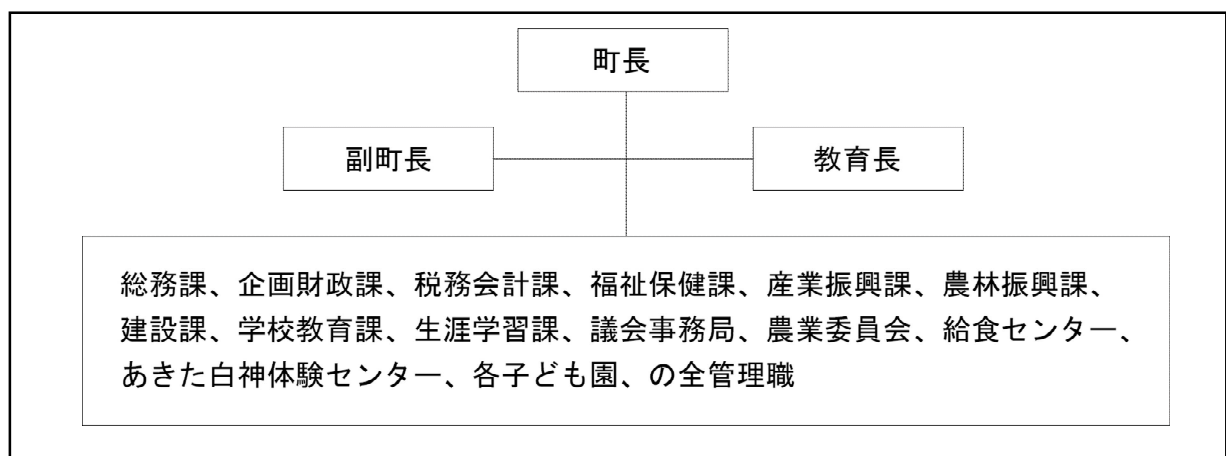 町長
副町長
教育長
総務課、企画財政課、税務会計課、福祉保健課、産業振興課、農林振興課、
建設課、学校教育課、生涯学習課、議会事務局、農業委員会、給食センター、
あきた白神体験センター、各子ども園、の全管理職